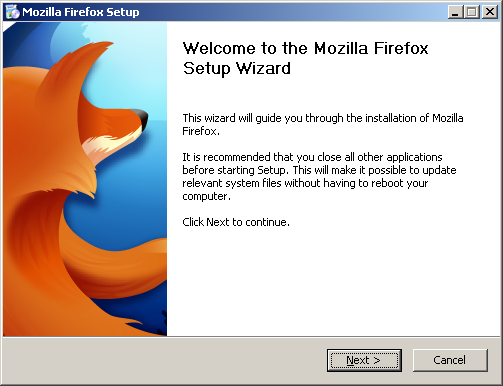 Mozilla Firefox Setup
Welcome to the Mozilla Firefox
Setup Wizard
This wizard will guide you through the installation of Mozilla
Firefox.
It is recommended that you close all other applications
before starting Setup. This will make it possible to update
relevant system files without having to reboot your
computer.
Click Next to continue.
Next >
Cancel